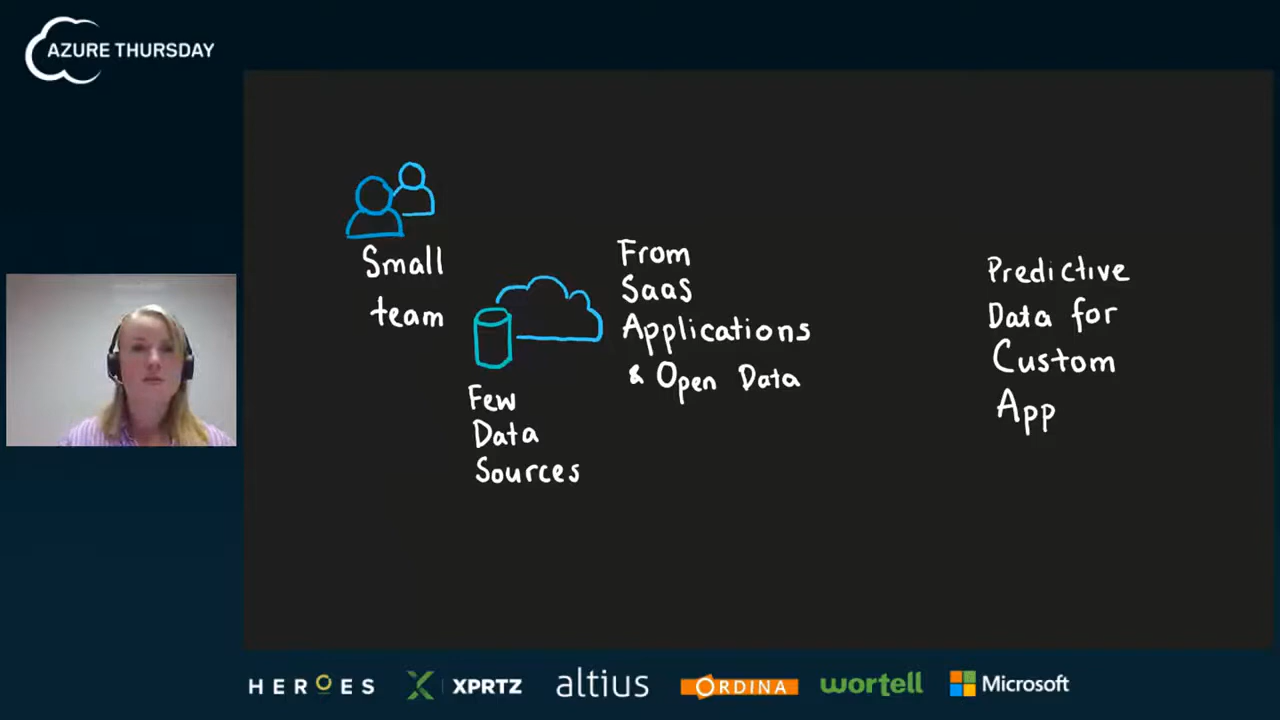 AZURE THURSDAY
Small
team
From
SaaS
Applications
& Open Data
Few
Data
Sources
Predictive
Data for
Custom
App
HEROES
XPRTZ
altius
ORDINA
wortell
Microsoft